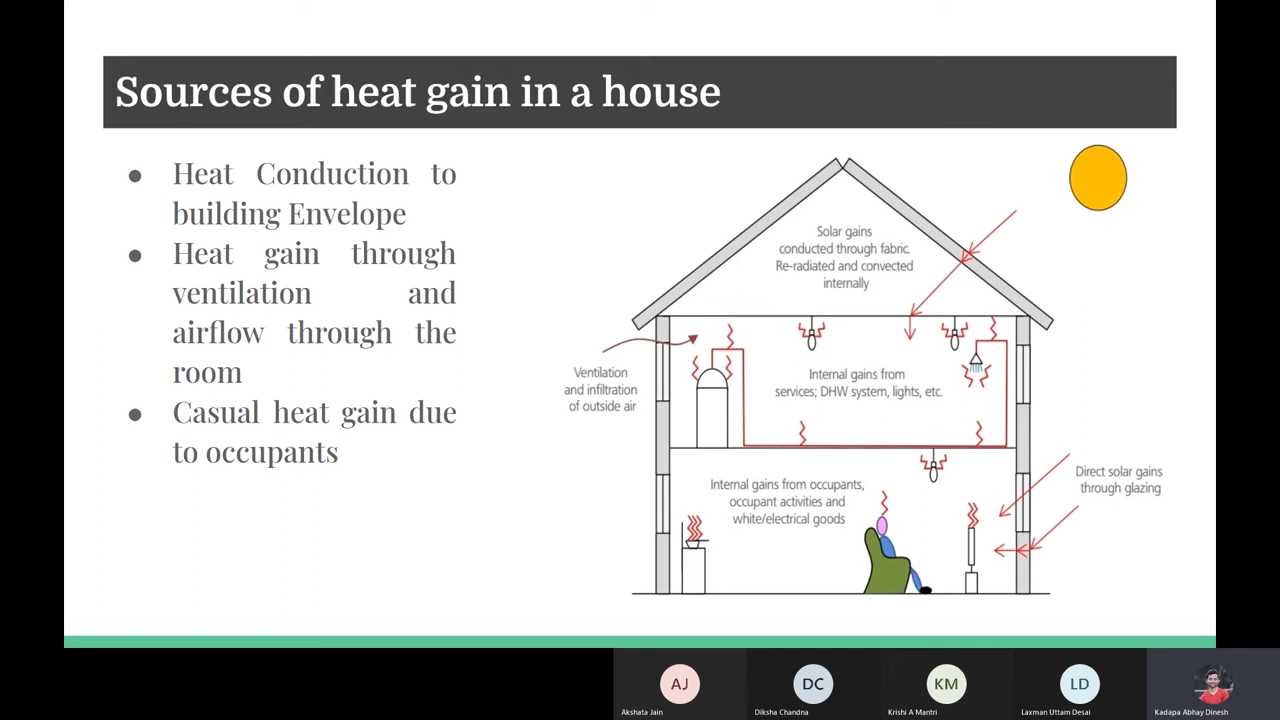 Sources of heat gain in a house
● Heat Conduction to
building Envelope
● Heat gain through
ventilation and
airflow through the
room
● Casual heat gain due
to occupants
Solar gains
conducted through fabric.
Re-radiated and convected
internally
Ventilation
and infiltration
of outside air
Internal gains from
services; DHW system, lights, etc.
Internal gains from occupants,
occupant activities and
white/electrical goods
Direct solar gains
through glazing
AJ
Akshata Jain
DC
Diksha Chandna
KM
Krishi A Mantri
LD
Laxman Uttam Desai
Kadapa Abhay Dinesh